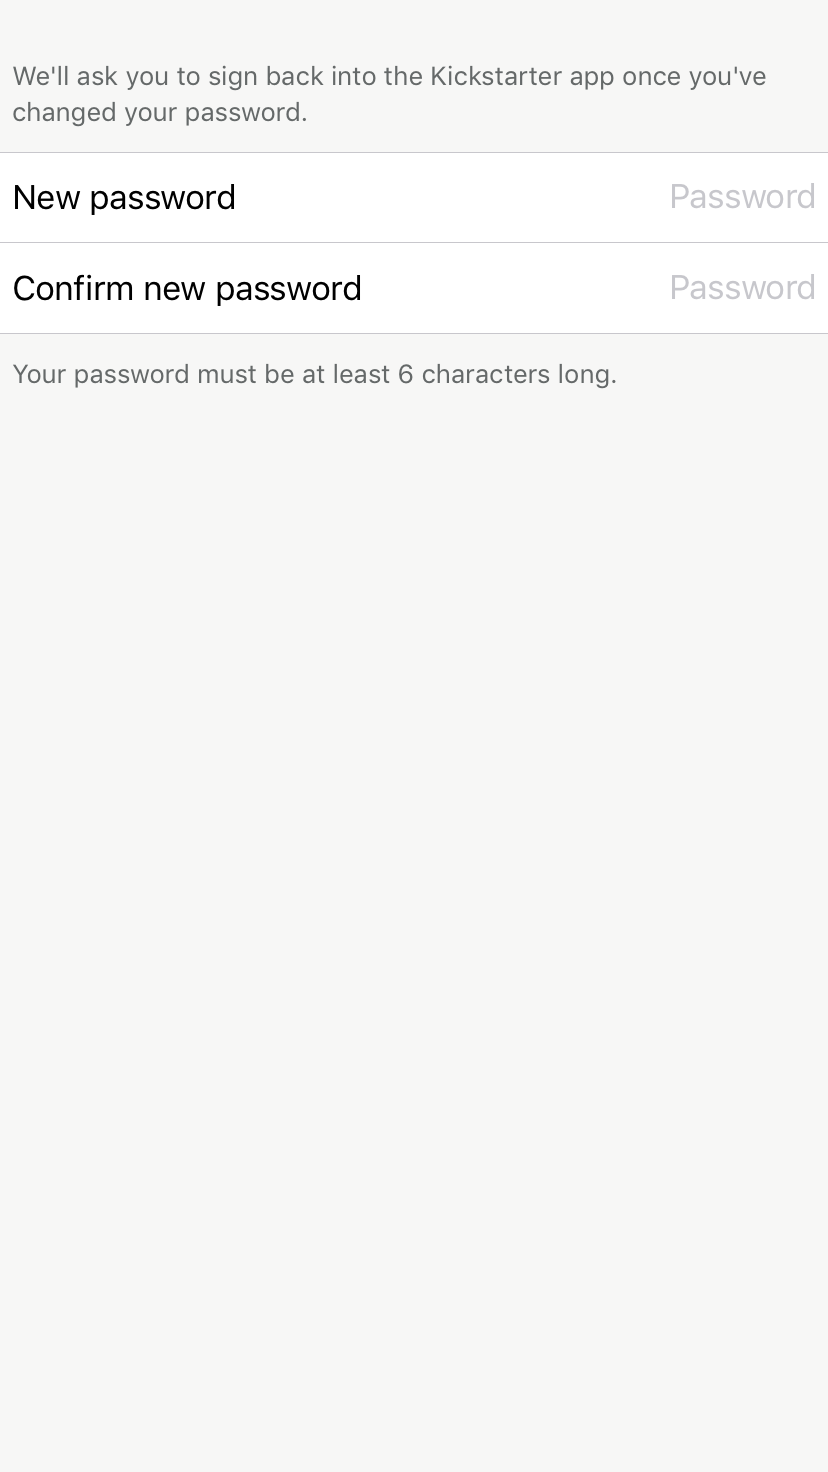 We'll ask you to sign back into the Kickstarter app once you've
changed your password.
New password
Password
Confirm new password
Password
Your password must be at least 6 characters long.